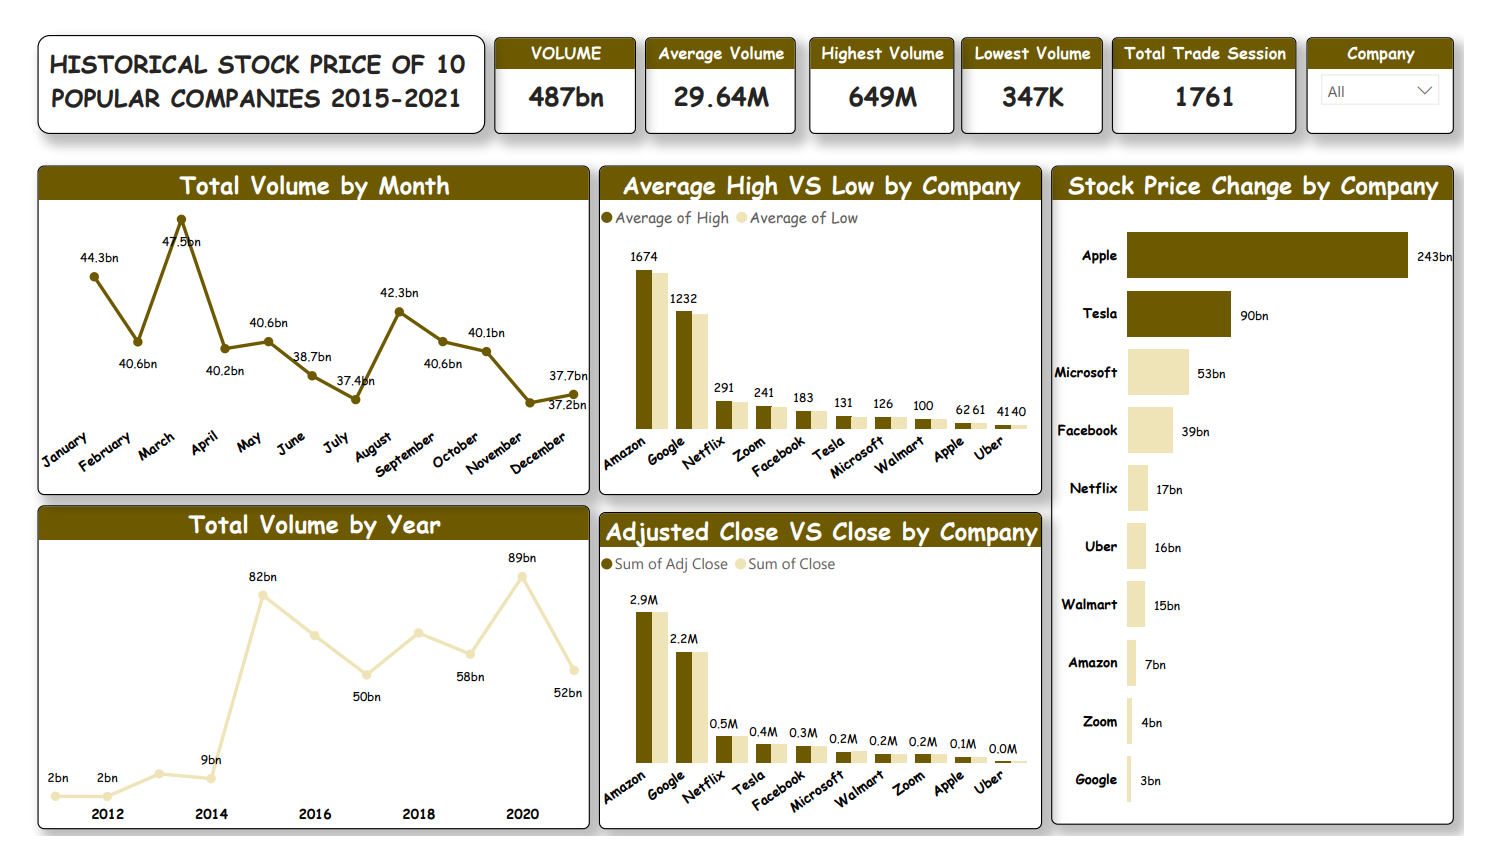 HISTORICAL STOCK PRICE OF 10
POPULAR COMPANIES 2015-2021
VOLUME
487bn
Average Volume
29.64M
Highest Volume
649M
Lowest Volume
347K
Total Trade Session
1761
Company
All
Total Volume by Month
44.3bn
40.6bn
47.5bn
40.2bn
40.6bn
38.7bn
37.4bn
42.3bn
40.6bn
40.1bn
37.2bn
37.7bn
January
February
March
April
May
June
July
August
September
October
November
December
Average High VS Low by Company
Average of High
Average of Low
1674
1232
291
241
183
131
126
100
62 61
41 40
Amazon
Google
Netflix
Zoom
Facebook
Tesla
Microsoft
Walmart
Apple
Uber
Stock Price Change by Company
Apple 243bn
Tesla 90bn
Microsoft 53bn
Facebook 39bn
Netflix 17bn
Uber 16bn
Walmart 15bn
Amazon 7bn
Zoom 4bn
Google 3bn
Total Volume by Year
2bn
2bn
9bn
82bn
50bn
58bn
89bn
52bn
2012
2014
2016
2018
2020
Adjusted Close VS Close by Company
Sum of Adj Close
Sum of Close
2.9M
2.2M
0.5M
0.4M
0.3M
0.2M
0.2M
0.2M
0.1M
0.0M
Amazon
Google
Netflix
Tesla
Facebook
Microsoft
Walmart
Zoom
Apple
Uber